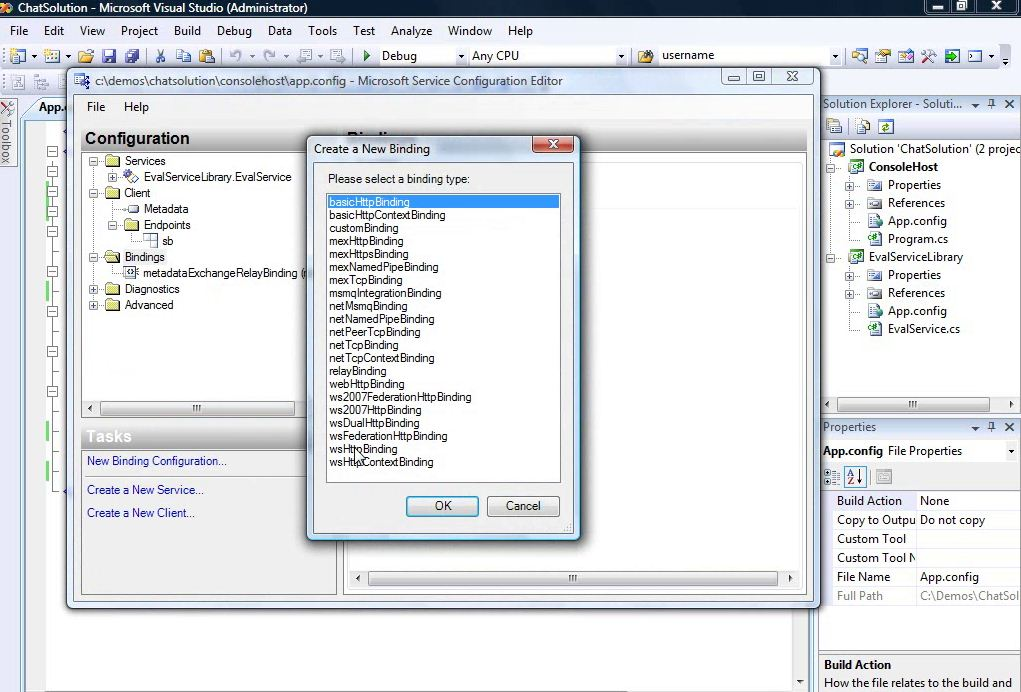 ChatSolution - Microsoft Visual Studio (Administrator)
File Edit View Project Build Debug Data Tools Test Analyze Window Help
Debug Any CPU username
c:\demos\chatsolution\consolehost\app.config - Microsoft Service Configuration Editor
File Help
Toolbox
Configuration
Services
EvalServiceLibrary.EvalService
Client
Metadata
Endpoints
sb
Bindings
metadataExchangeRelayBinding
Diagnostics
Advanced
Tasks
New Binding Configuration...
Create a New Service...
Create a New Client...
Create a New Binding
Please select a binding type:
basicHttpBinding
basicHttpContextBinding
customBinding
mexHttpBinding
mexHttpsBinding
mexNamedPipeBinding
mexTcpBinding
msmqIntegrationBinding
netMsmqBinding
netNamedPipeBinding
netPeerTcpBinding
netTcpBinding
netTcpContextBinding
relayBinding
webHttpBinding
ws2007FederationHttpBinding
ws2007HttpBinding
wsDualHttpBinding
wsFederationHttpBinding
wsHttpBinding
wsHttpContextBinding
OK Cancel
Solution Explorer - Soluti...
Solution 'ChatSolution' (2 projec
ConsoleHost
Properties
References
App.config
Program.cs
EvalServiceLibrary
Properties
References
App.config
EvalService.cs
Properties
App.config File Properties
Build Action None
Copy to Outpu Do not copy
Custom Tool
Custom Tool N
File Name App.config
Full Path C:\Demos\ChatSol
Build Action
How the file relates to the build and